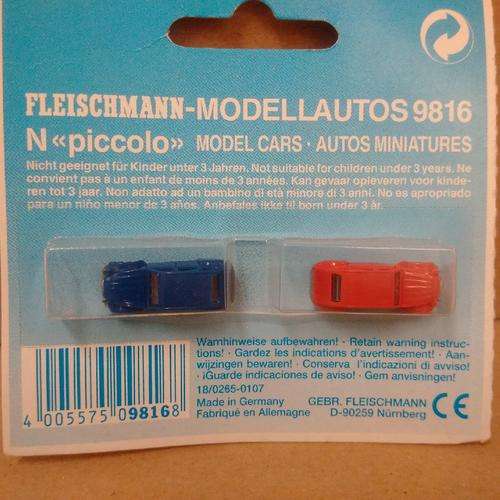 FLEISCHMANN-MODELLAUTOS 9816
N «piccolo» MODEL CARS · AUTOS MINIATURES
Nicht geeignet für Kinder unter 3 Jahren. Not suitable for children under 3 years. Ne
convient pas à un enfant de moins de 3 années. Kan gevaar opleveren voor kinde-
ren tot 3 jaar. Non adatto ad un bambino di età minore di 3 anni. No es apropiado
para un niño menor de 3 años. Anbefales ikke til børn under 3 år.
Warnhinweise aufbewahren! · Retain warning instruc-
tions! · Gardez les indications d'avertissement! · Aan-
wijzingen bewaren! · Conserva l'indicazioni di avviso!
· ¡Guarde indicaciones de aviso! · Gem anvisningen!
18/0265-0107
Made in Germany
Fabriqué en Allemagne
GEBR. FLEISCHMANN
D-90259 Nürnberg
CE
4 005575 098168